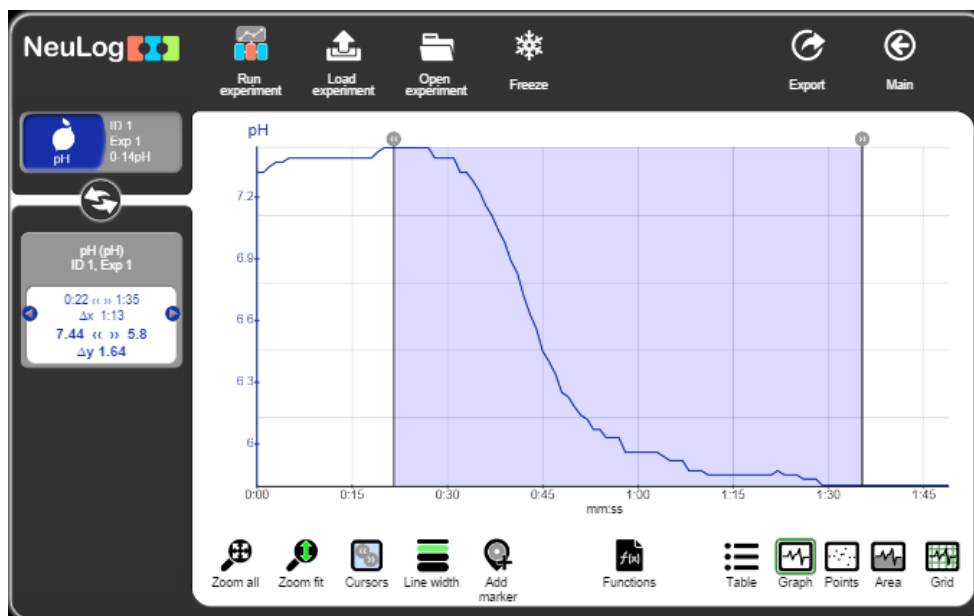 NeuLog
Run experiment
Load experiment
Open experiment
Freeze
Export
Main
pH
ID 1
Exp 1
0-14pH
pH (pH)
ID 1, Exp 1
0:22 ‹‹ ›› 1:35
Δx 1:13
7.44 ‹‹ ›› 5.8
Δy 1.64
pH
‹‹ ››
7.2
6.9
6.6
6.3
6
0:00 0:15 0:30 0:45 1:00 1:15 1:30 1:45
mm:ss
Zoom all
Zoom fit
Cursors
Line width
Add marker
f(x)
Functions
Table
Graph
Points
Area
Grid